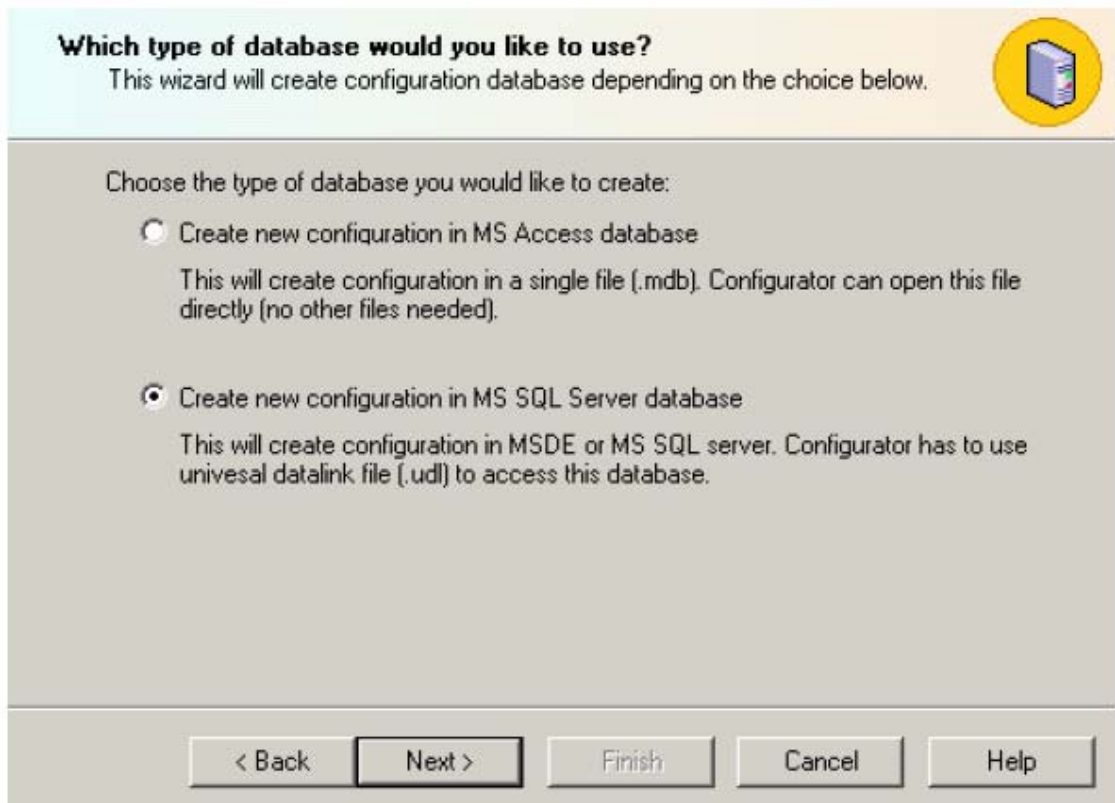 Which type of database would you like to use?
This wizard will create configuration database depending on the choice below.
Choose the type of database you would like to create:
Create new configuration in MS Access database
This will create configuration in a single file (.mdb). Configurator can open this file
directly (no other files needed).
Create new configuration in MS SQL Server database
This will create configuration in MSDE or MS SQL server. Configurator has to use
univesal datalink file (.udl) to access this database.
< Back
Next >
Finish
Cancel
Help